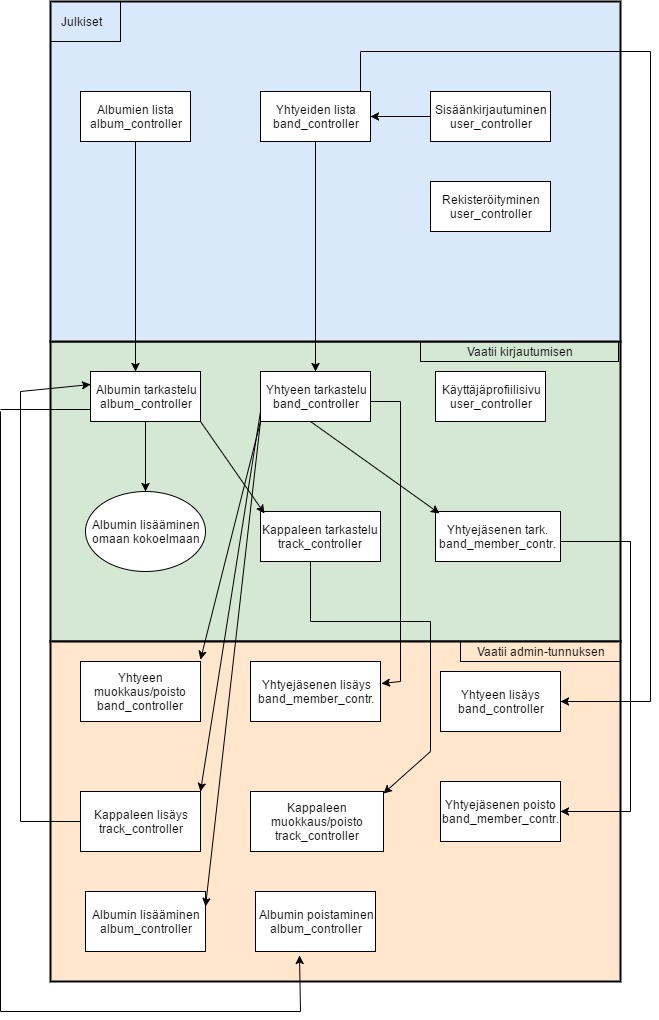 Julkiset
Albumien lista
album_controller
Yhtyeiden lista
band_controller
Sisäänkirjautuminen
user_controller
Rekisteröityminen
user_controller
Vaatii kirjautumisen
Albumin tarkastelu
album_controller
Yhtyeen tarkastelu
band_controller
Käyttäjäprofiilisivu
user_controller
Albumin lisääminen
omaan kokoelmaan
Kappaleen tarkastelu
track_controller
Yhtyejäsenen tark.
band_member_contr.
Vaatii admin-tunnuksen
Yhtyeen
muokkaus/poisto
band_controller
Yhtyejäsenen lisäys
band_member_contr.
Yhtyeen lisäys
band_controller
Kappaleen lisäys
track_controller
Kappaleen
muokkaus/poisto
track_controller
Yhtyejäsenen poisto
band_member_contr.
Albumin lisääminen
album_controller
Albumin poistaminen
album_controller